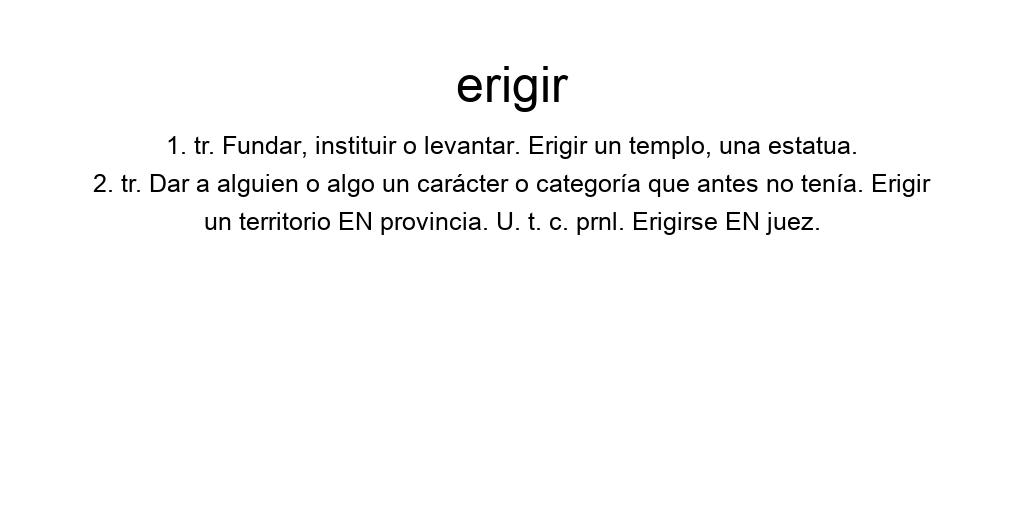 erigir
1. tr. Fundar, instituir o levantar. Erigir un templo, una estatua.
2. tr. Dar a alguien o algo un carácter o categoría que antes no tenía. Erigir
un territorio EN provincia. U. t. c. prnl. Erigirse EN juez.